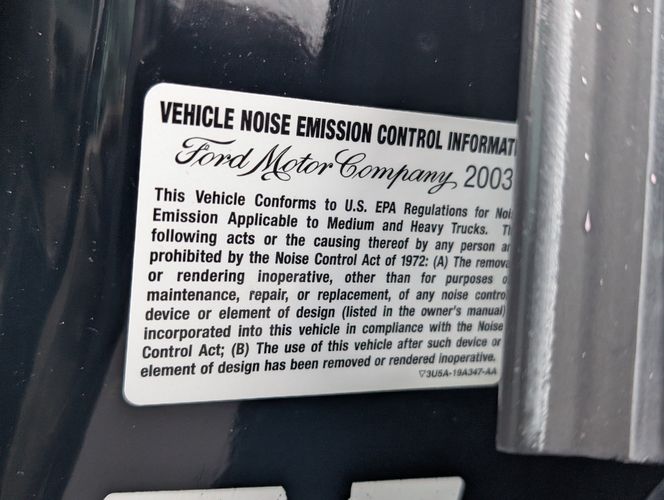 VEHICLE NOISE EMISSION CONTROL INFORMAT
Ford Motor Company 2003
This Vehicle Conforms to U.S. EPA Regulations for Noi
Emission Applicable to Medium and Heavy Trucks. T
following acts or the causing thereof by any person ar
prohibited by the Noise Control Act of 1972: (A) The remova
or rendering inoperative, other than for purposes o
maintenance, repair, or replacement, of any noise contro
device or element of design (listed in the owner's manual)
incorporated into this vehicle in compliance with the Noise
Control Act; (B) The use of this vehicle after such device or
element of design has been removed or rendered inoperative.
▽3U5A-19A347-AA